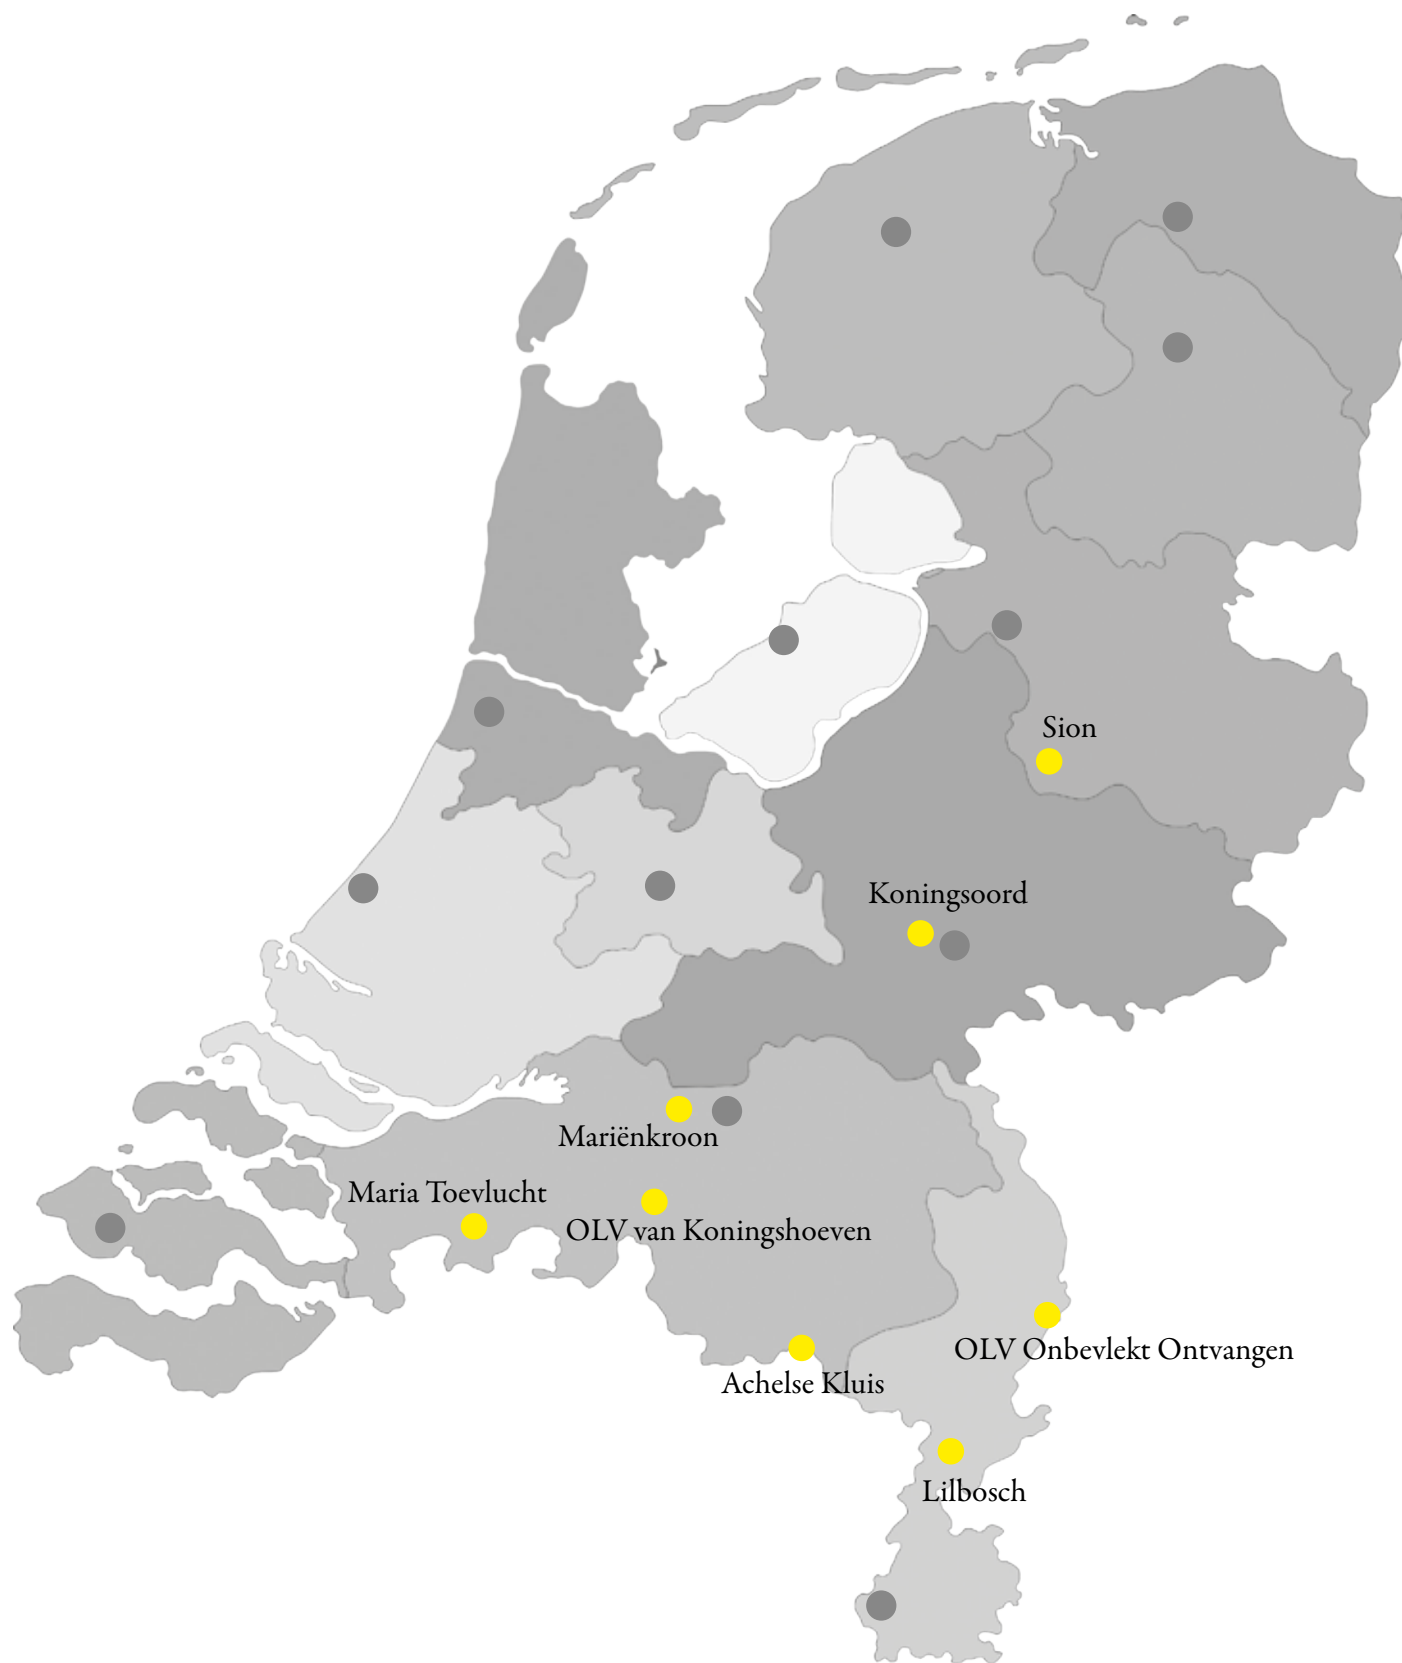 Sion
Koningsoord
Mariënkroon
Maria Toevlucht
OLV van Koningshoeven
OLV Onbevlekt Ontvangen
Achelse Kluis
Lilbosch